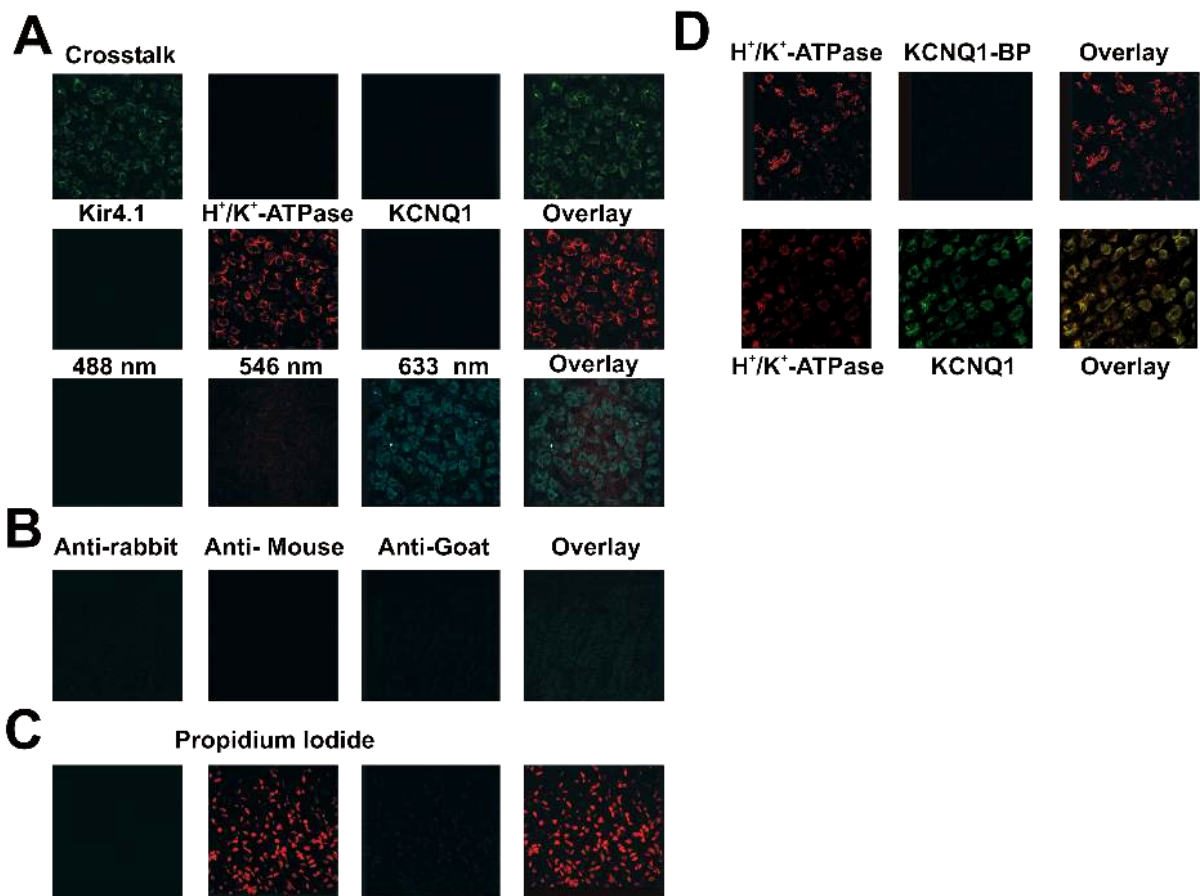 A
Crosstalk
Kir4.1 H⁺/K⁺-ATPase KCNQ1 Overlay
488 nm 546 nm 633 nm Overlay
B
Anti-rabbit Anti- Mouse Anti-Goat Overlay
C
Propidium Iodide
D
H⁺/K⁺-ATPase KCNQ1-BP Overlay
H⁺/K⁺-ATPase KCNQ1 Overlay